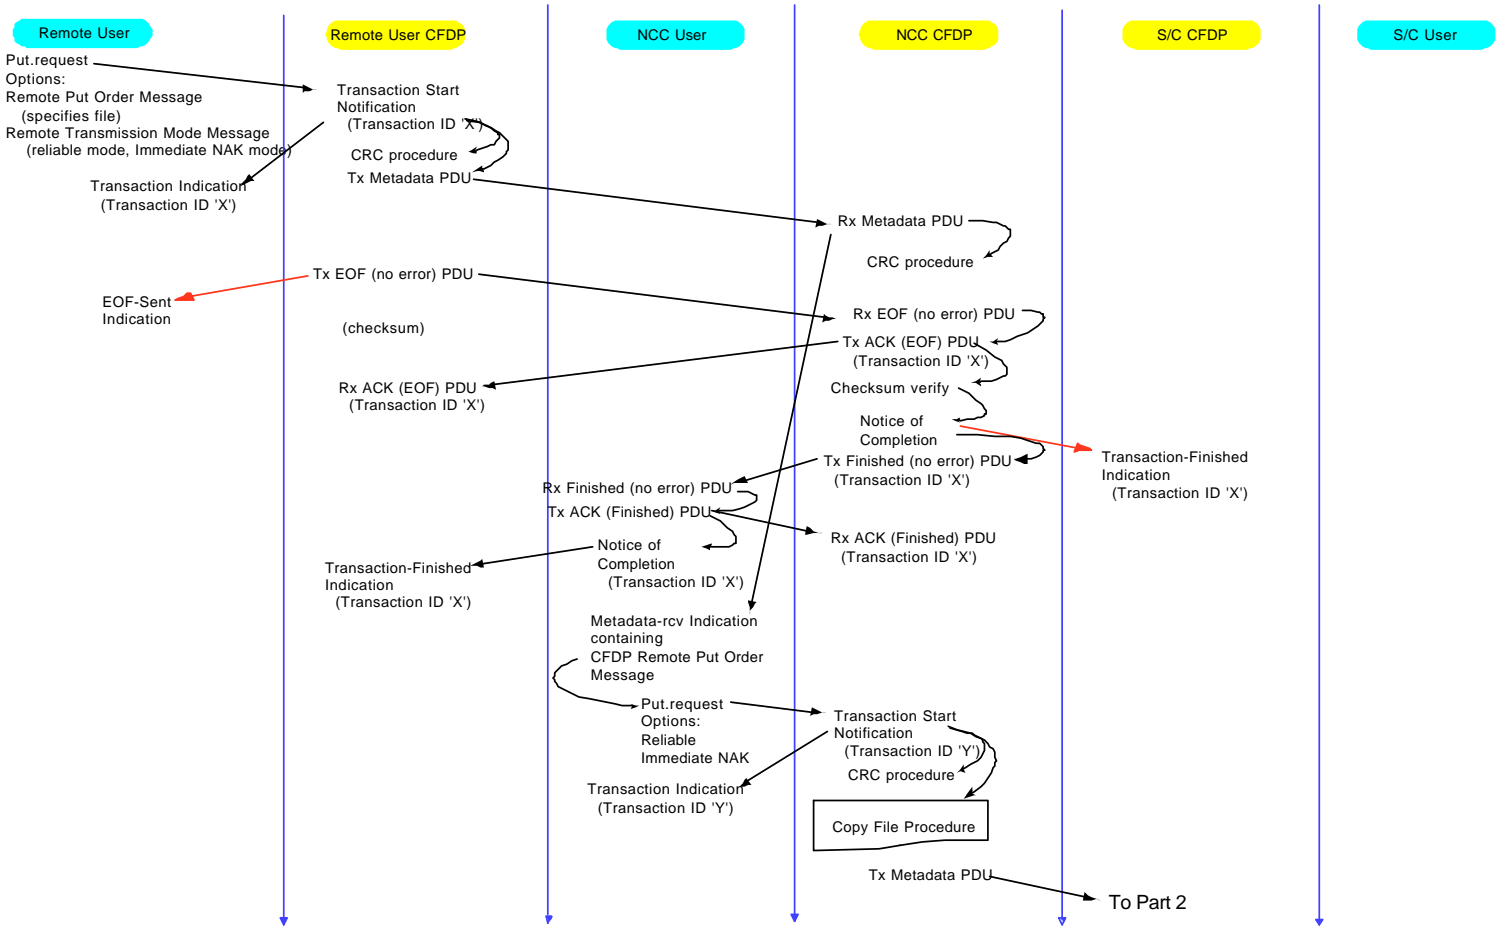 Remote User
Remote User CFDP
NCC User
NCC CFDP
S/C CFDP
S/C User
Put.request
Options:
Remote Put Order Message
(specifies file)
Remote Transmission Mode Message
(reliable mode, Immediate NAK mode)
Transaction Start
Notification
(Transaction ID 'X')
CRC procedure
Tx Metadata PDU
Transaction Indication
(Transaction ID 'X')
Rx Metadata PDU
CRC procedure
Tx EOF (no error) PDU
EOF-Sent
Indication
(checksum)
Rx EOF (no error) PDU
Tx ACK (EOF) PDU
(Transaction ID 'X')
Rx ACK (EOF) PDU
(Transaction ID 'X')
Checksum verify
Notice of
Completion
Transaction-Finished
Indication
(Transaction ID 'X')
Tx Finished (no error) PDU
(Transaction ID 'X')
Rx Finished (no error) PDU
Tx ACK (Finished) PDU
Rx ACK (Finished) PDU
(Transaction ID 'X')
Notice of
Completion
(Transaction ID 'X')
Transaction-Finished
Indication
(Transaction ID 'X')
Metadata-rcv Indication
containing
CFDP Remote Put Order
Message
Put.request
Options:
Reliable
Immediate NAK
Transaction Start
Notification
(Transaction ID 'Y')
CRC procedure
Transaction Indication
(Transaction ID 'Y')
Copy File Procedure
Tx Metadata PDU
To Part 2